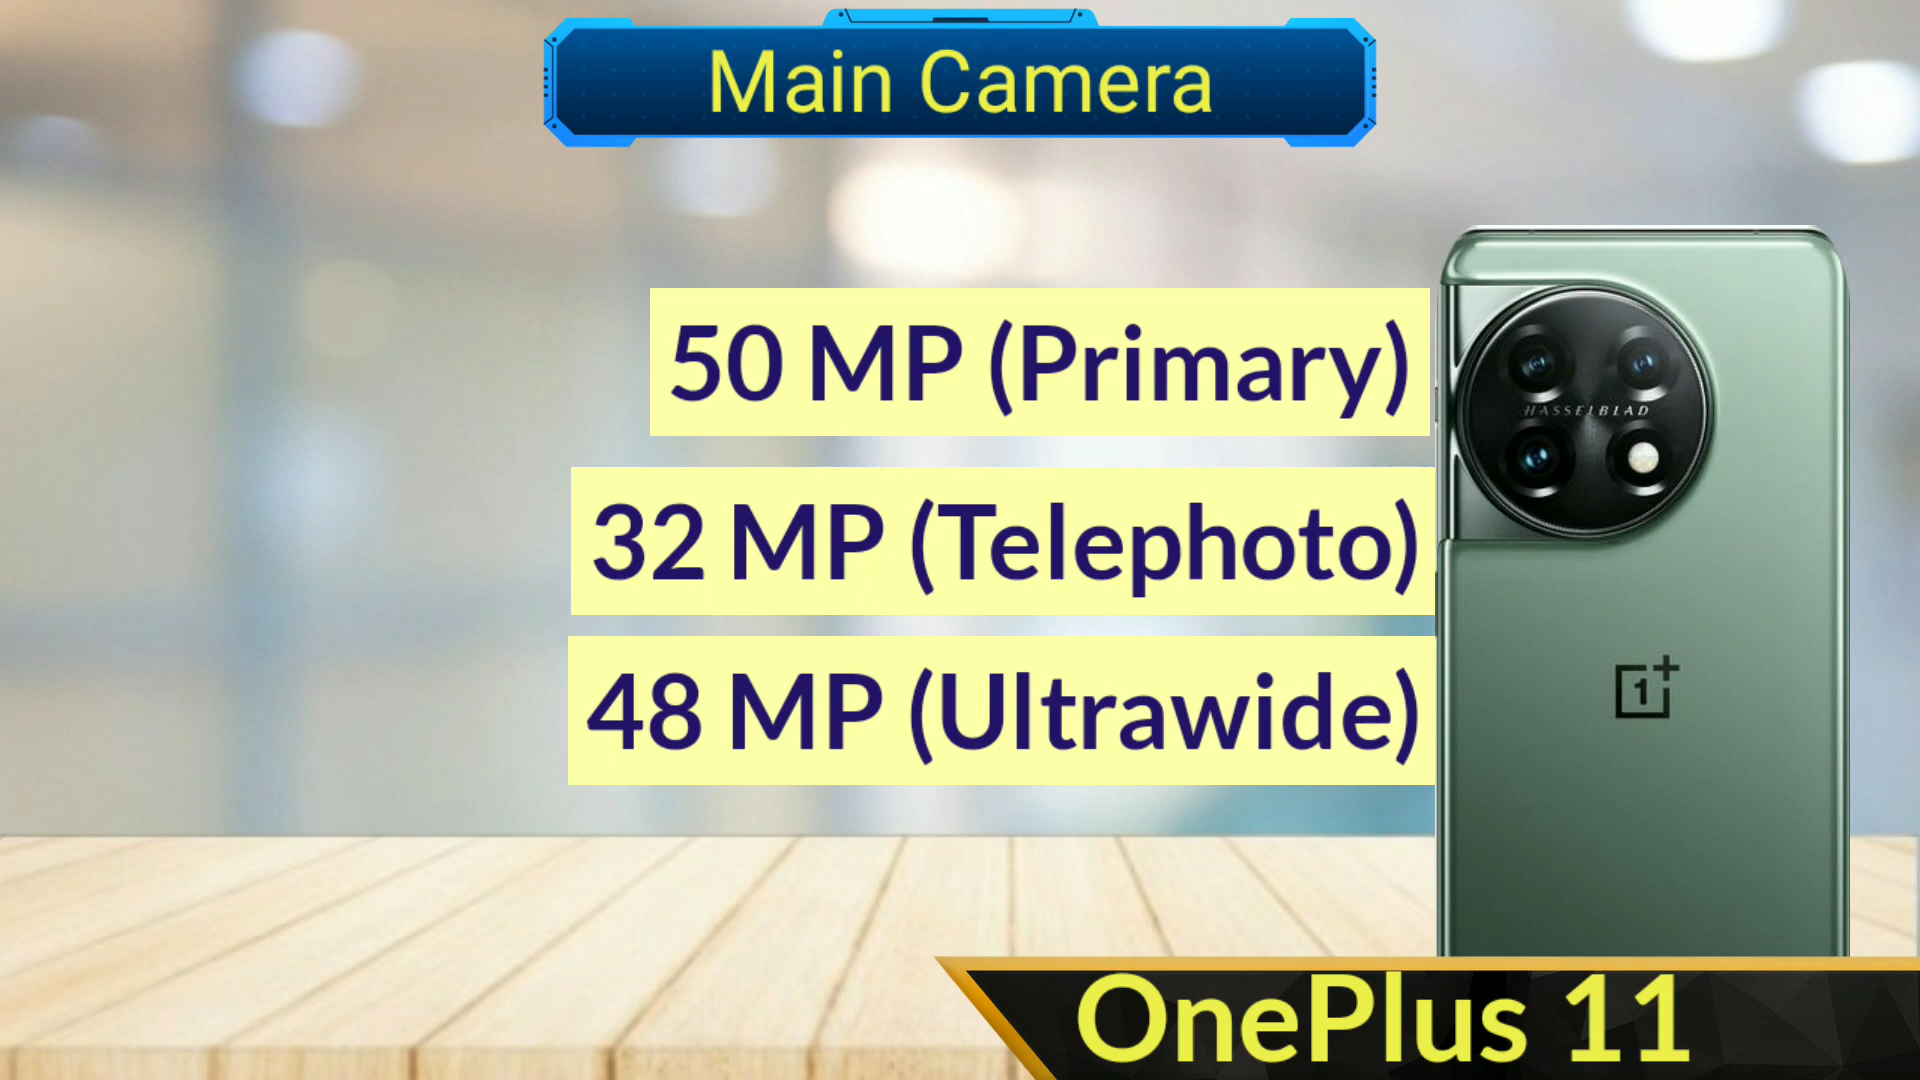 Main Camera
50 MP (Primary)
32 MP (Telephoto)
48 MP (Ultrawide)
HASSELBLAD
1+
OnePlus 11